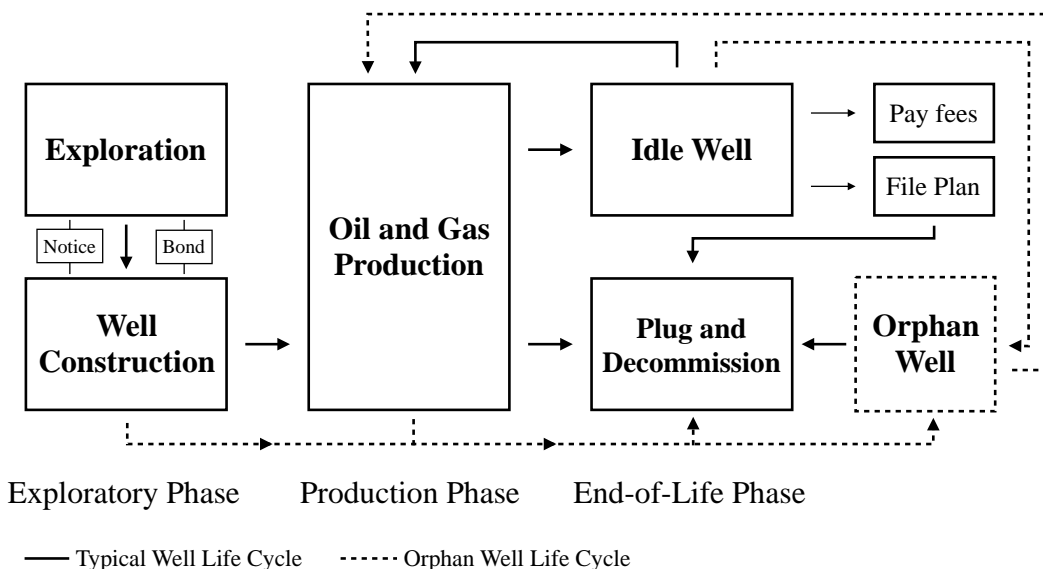 Exploration
Notice
Bond
Well
Construction
Oil and Gas
Production
Idle Well
Pay fees
File Plan
Plug and
Decommission
Orphan
Well
Exploratory Phase
Production Phase
End-of-Life Phase
Typical Well Life Cycle
Orphan Well Life Cycle